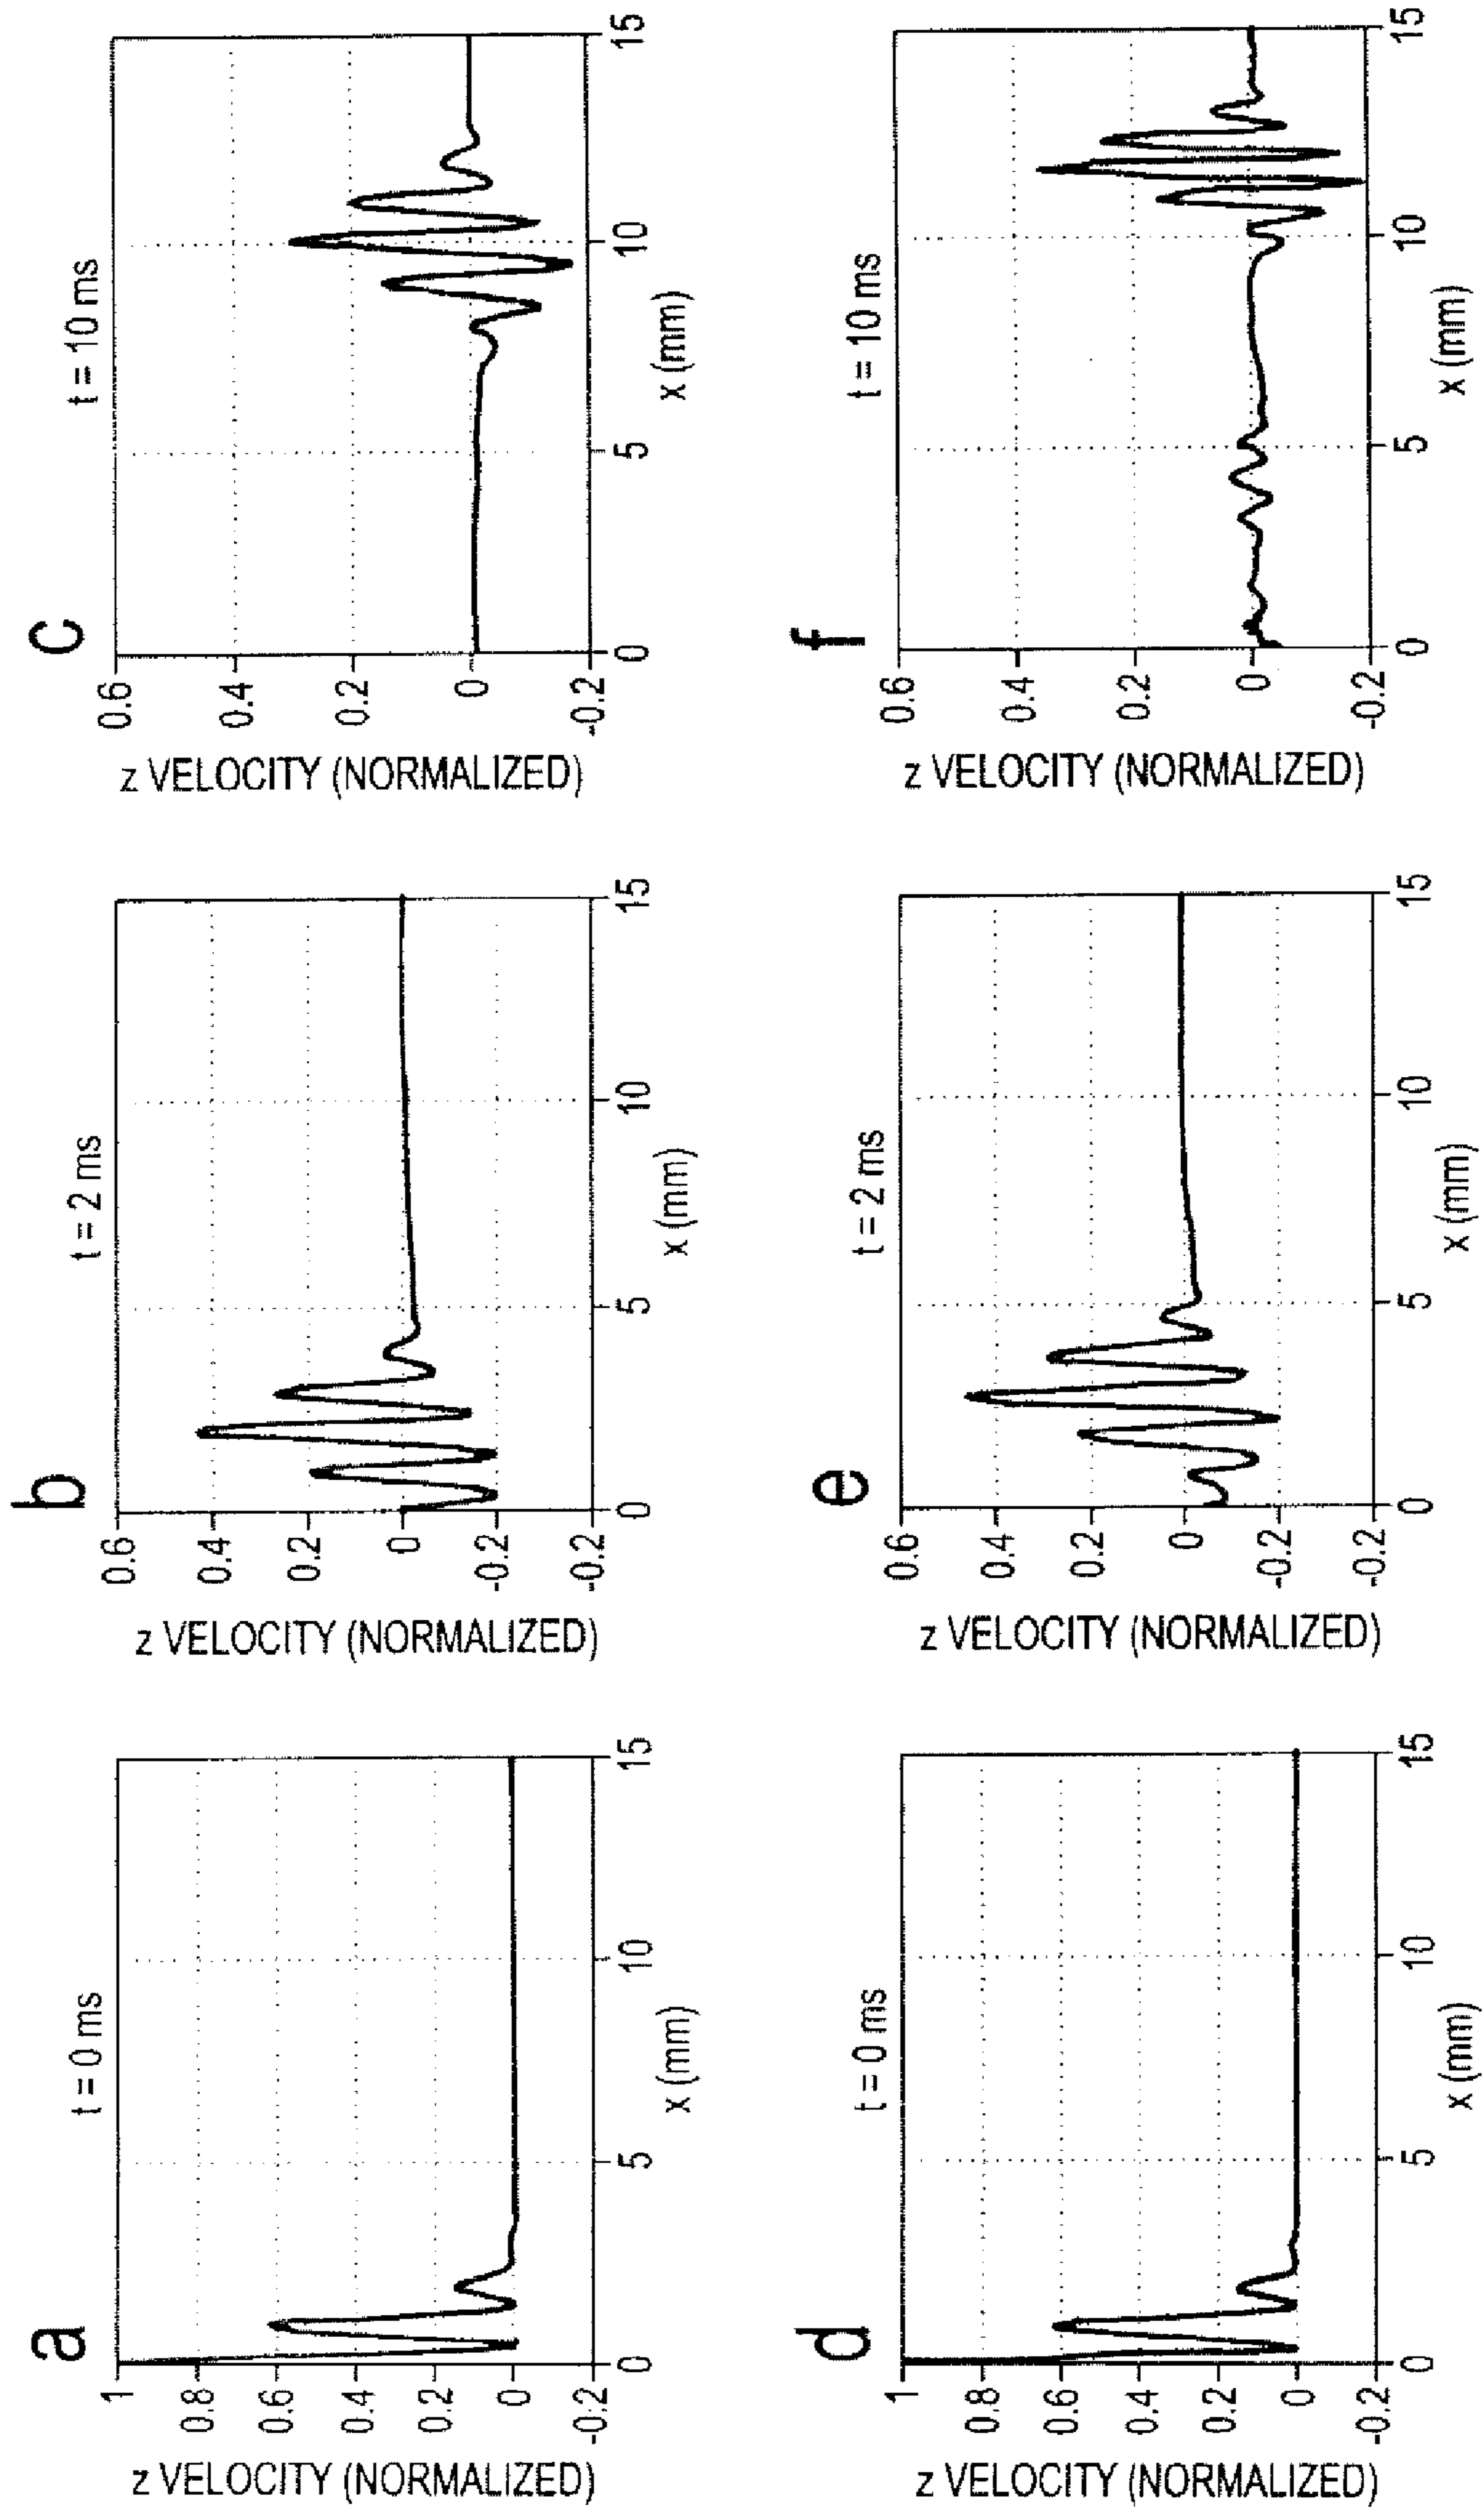 a
t = 0 ms
z VELOCITY (NORMALIZED)
1
0.8
0.6
0.4
0.2
0
-0.2
0
5
10
15
x (mm)
b
t = 2 ms
z VELOCITY (NORMALIZED)
0.6
0.4
0.2
0
-0.2
-0.2
0
5
10
15
x (mm)
c
t = 10 ms
z VELOCITY (NORMALIZED)
0.6
0.4
0.2
0
-0.2
0
5
10
15
x (mm)
d
t = 0 ms
z VELOCITY (NORMALIZED)
1
0.8
0.6
0.4
0.2
0
-0.2
0
5
10
15
x (mm)
e
t = 2 ms
z VELOCITY (NORMALIZED)
0.6
0.4
0.2
0
-0.2
-0.2
0
5
10
15
x (mm)
f
t = 10 ms
z VELOCITY (NORMALIZED)
0.6
0.4
0.2
0
-0.2
0
5
10
15
x (mm)